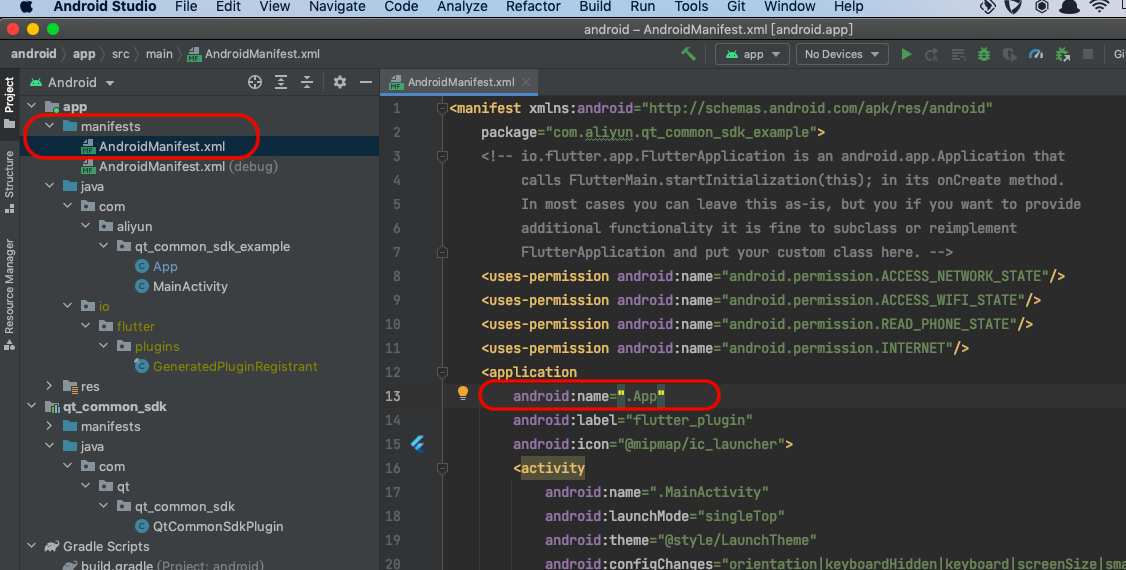 Android Studio File Edit View Navigate Code Analyze Refactor Build Run Tools Git Window Help
android – AndroidManifest.xml [android.app]
android app src main AndroidManifest.xml app No Devices
Project
Android
AndroidManifest.xml
app
manifests
AndroidManifest.xml
AndroidManifest.xml (debug)
java
com
aliyun
qt_common_sdk_example
App
MainActivity
io
flutter
plugins
GeneratedPluginRegistrant
res
qt_common_sdk
manifests
java
com
qt
qt_common_sdk
QtCommonSdkPlugin
Gradle Scripts
build.gradle (Project: android)
Structure
Resource Manager
1 <manifest xmlns:android="http://schemas.android.com/apk/res/android"
2 package="com.aliyun.qt_common_sdk_example">
3 <!-- io.flutter.app.FlutterApplication is an android.app.Application that
4 calls FlutterMain.startInitialization(this); in its onCreate method.
5 In most cases you can leave this as-is, but you if you want to provide
6 additional functionality it is fine to subclass or reimplement
7 FlutterApplication and put your custom class here. -->
8 <uses-permission android:name="android.permission.ACCESS_NETWORK_STATE"/>
9 <uses-permission android:name="android.permission.ACCESS_WIFI_STATE"/>
10 <uses-permission android:name="android.permission.READ_PHONE_STATE"/>
11 <uses-permission android:name="android.permission.INTERNET"/>
12 <application
13 android:name=".App"
14 android:label="flutter_plugin"
15 android:icon="@mipmap/ic_launcher">
16 <activity
17 android:name=".MainActivity"
18 android:launchMode="singleTop"
19 android:theme="@style/LaunchTheme"
20 android:configChanges="orientation|keyboardHidden|keyboard|screenSize|sma